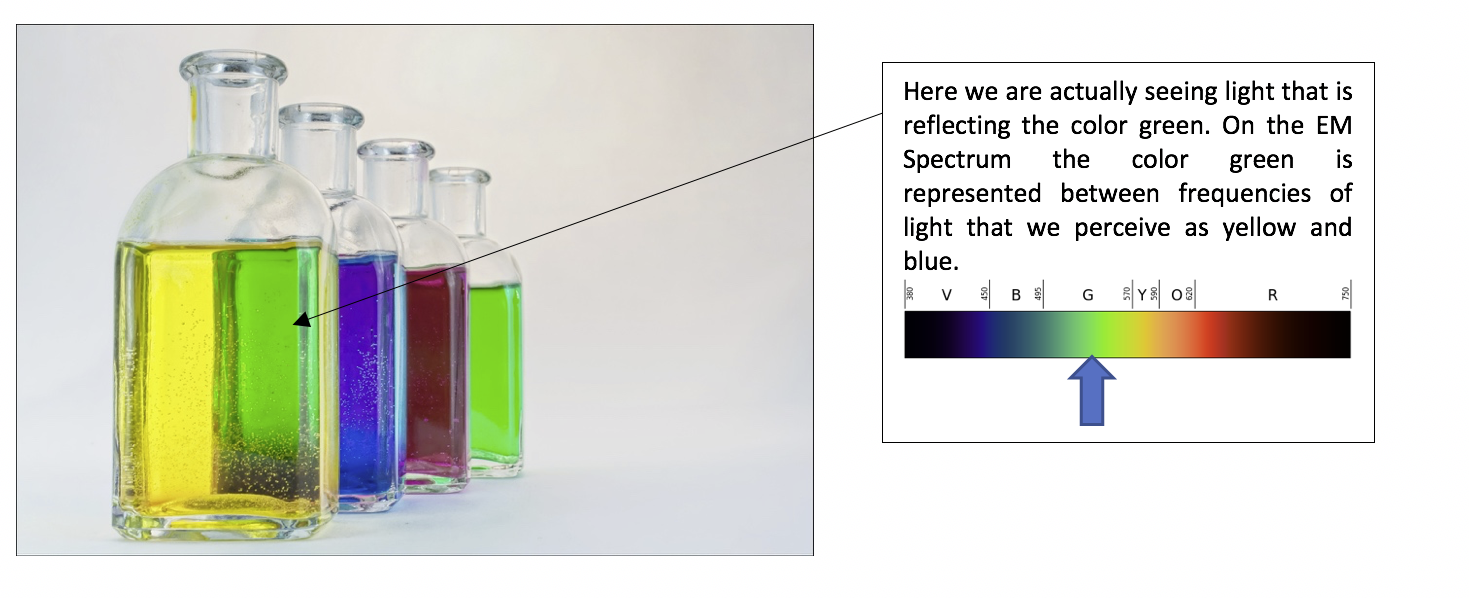 Here we are actually seeing light that is
reflecting the color green. On the EM
Spectrum the color green is
represented between frequencies of
light that we perceive as yellow and
blue.
380 V 450 B 495 G 570 Y 590 O 620 R 750